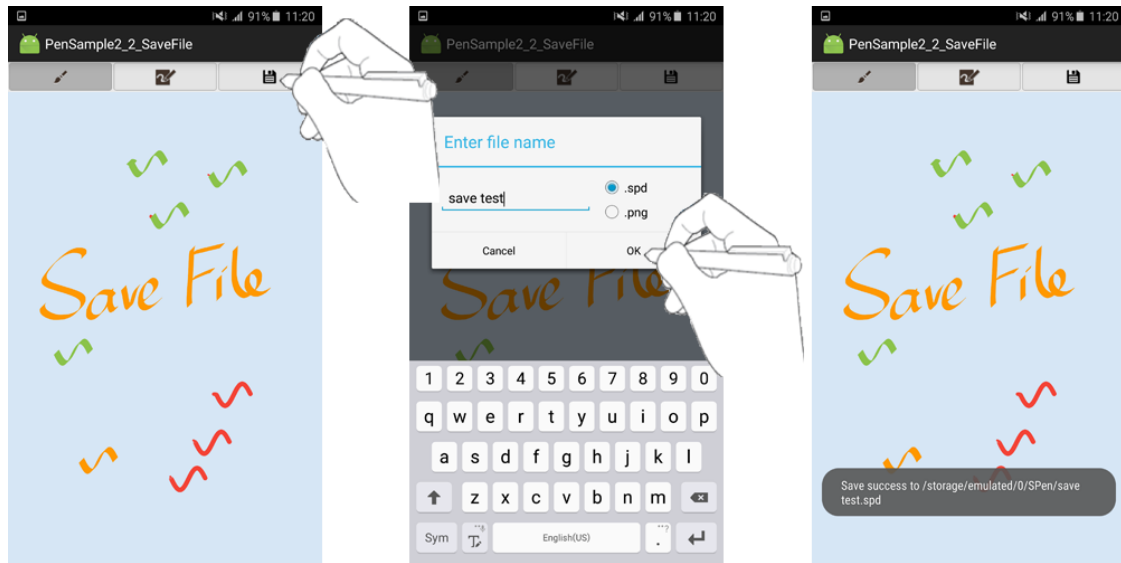 91% 11:20
PenSample2_2_SaveFile
Save File
91% 11:20
PenSample2_2_SaveFile
Enter file name
save test
.spd
.png
Cancel OK
Save File
1 2 3 4 5 6 7 8 9 0
q w e r t y u i o p
a s d f g h j k l
z x c v b n m
Sym English(US) .
91% 11:20
PenSample2_2_SaveFile
Save File
Save success to /storage/emulated/0/SPen/save
test.spd